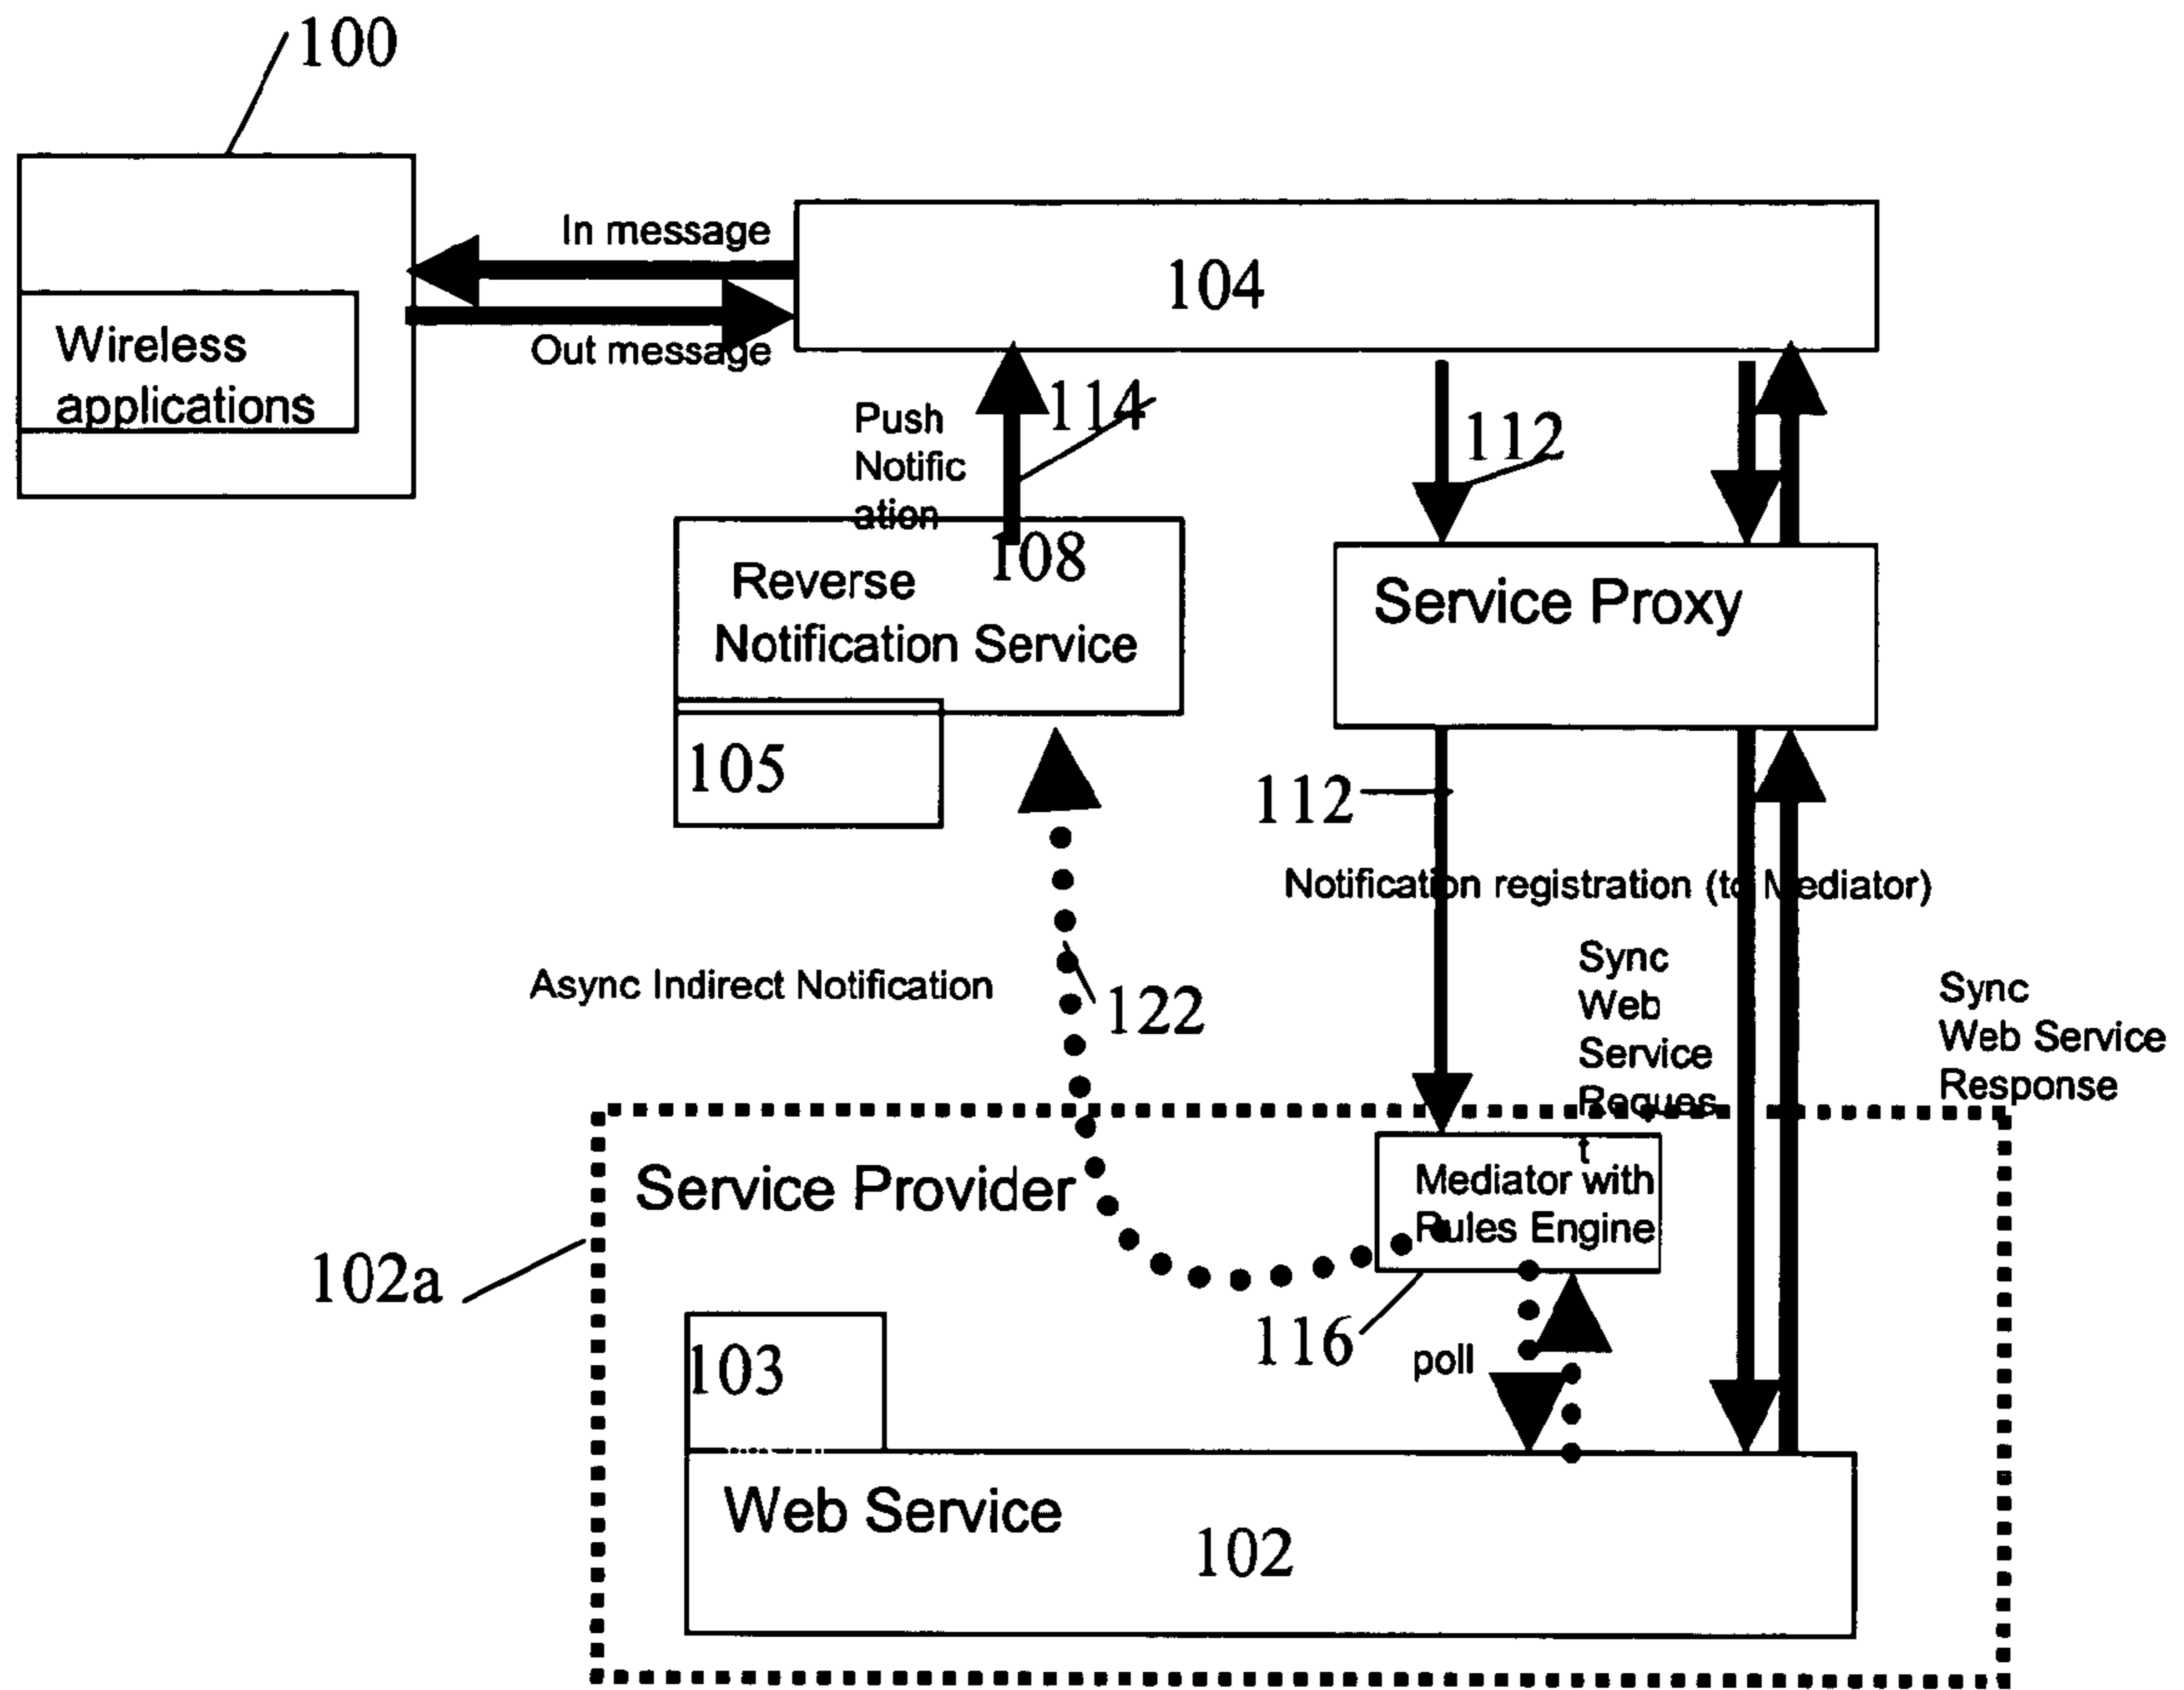 100
In message
104
Wireless
applications
Out message
Push
Notific
ation
114
112
108
Reverse
Notification Service
Service Proxy
105
112
Notification registration (to Mediator)
Async Indirect Notification
122
Sync
Web
Service
Reques
t
Sync
Web Service
Response
Service Provider
Mediator with
Rules Engine
102a
116
poll
103
Web Service
102